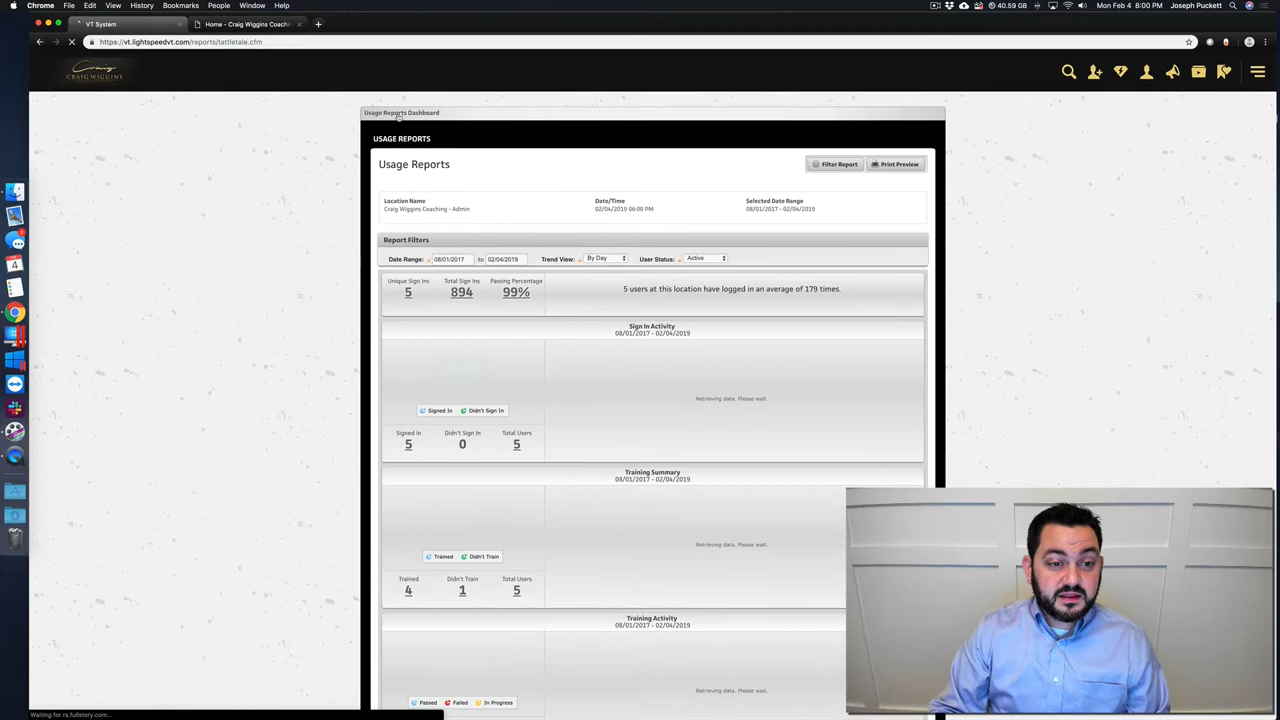 Chrome File Edit View History Bookmarks People Window Help
40.59 GB Mon Feb 4 8:00 PM Joseph Puckett
VT System
Home - Craig Wiggins Coachin
https://vt.lightspeedvt.com/reports/tattletale.cfm
Craig
CRAIG WIGGINS
Usage Reports Dashboard
USAGE REPORTS
Usage Reports
Filter Report Print Preview
Location Name Date/Time Selected Date Range
Craig Wiggins Coaching - Admin 02/04/2019 06:00 PM 08/01/2017 - 02/04/2019
Report Filters
Date Range: 08/01/2017 to 02/04/2019 Trend View: By Day User Status: Active
Unique Sign Ins Total Sign Ins Passing Percentage
5 894 99%
5 users at this location have logged in an average of 179 times.
Sign In Activity
08/01/2017 - 02/04/2019
Retrieving data. Please wait.
Signed In Didn't Sign In
Signed In Didn't Sign In Total Users
5 0 5
Training Summary
08/01/2017 - 02/04/2019
Retrieving data. Please wait.
Trained Didn't Train
Trained Didn't Train Total Users
4 1 5
Training Activity
08/01/2017 - 02/04/2019
Retrieving data. Please wait.
Passed Failed In Progress
Waiting for rs.fullstory.com...